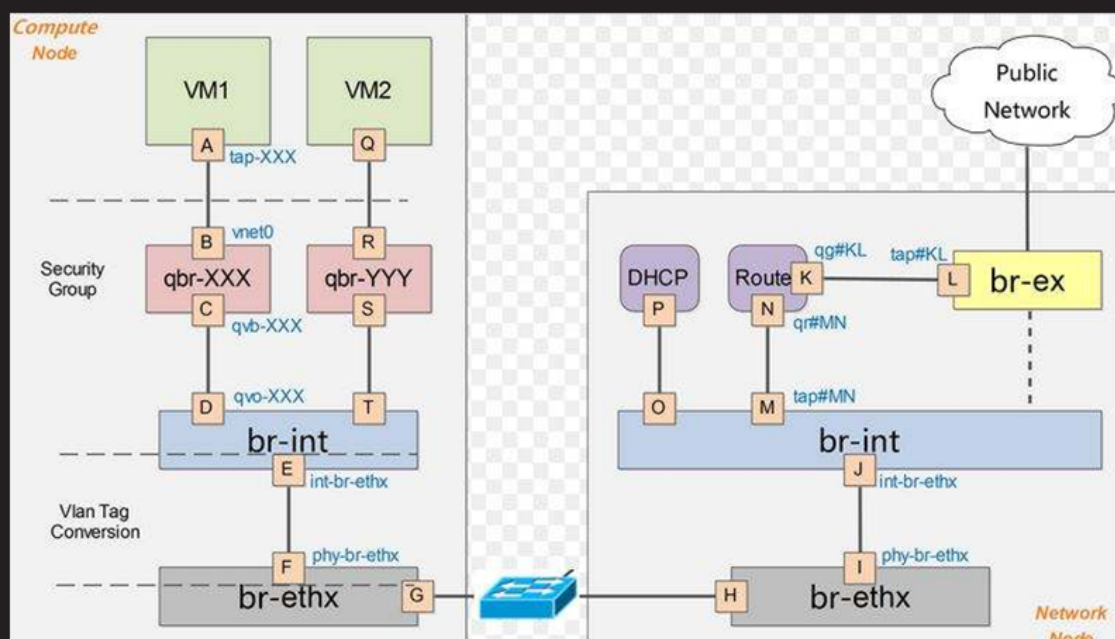 Compute
Node
VM1
VM2
A
tap-XXX
Q
Public
Network
B
vnet0
R
Security
Group
qbr-XXX
qbr-YYY
C
qvb-XXX
S
DHCP
P
Route
K
qg#KL
tap#KL
L
br-ex
N
qr#MN
D
qvo-XXX
T
br-int
O
M
tap#MN
br-int
E
int-br-ethx
J
int-br-ethx
Vlan Tag
Conversion
F
phy-br-ethx
I
phy-br-ethx
br-ethx
G
H
br-ethx
Network
Node